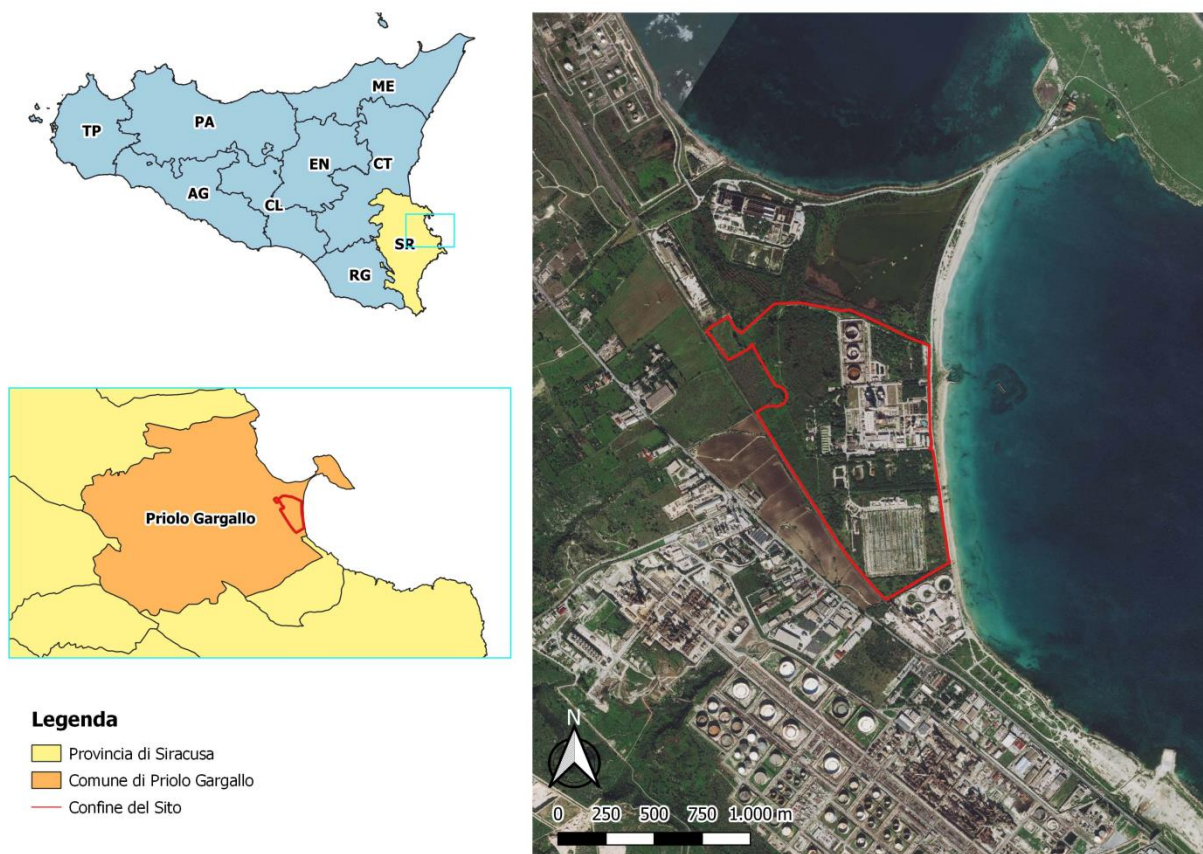 ME
PA
TP
EN
CT
AG
CL
SR
RG
Priolo Gargallo
Legenda
Provincia di Siracusa
Comune di Priolo Gargallo
Confine del Sito
N
0 250 500 750 1.000 m